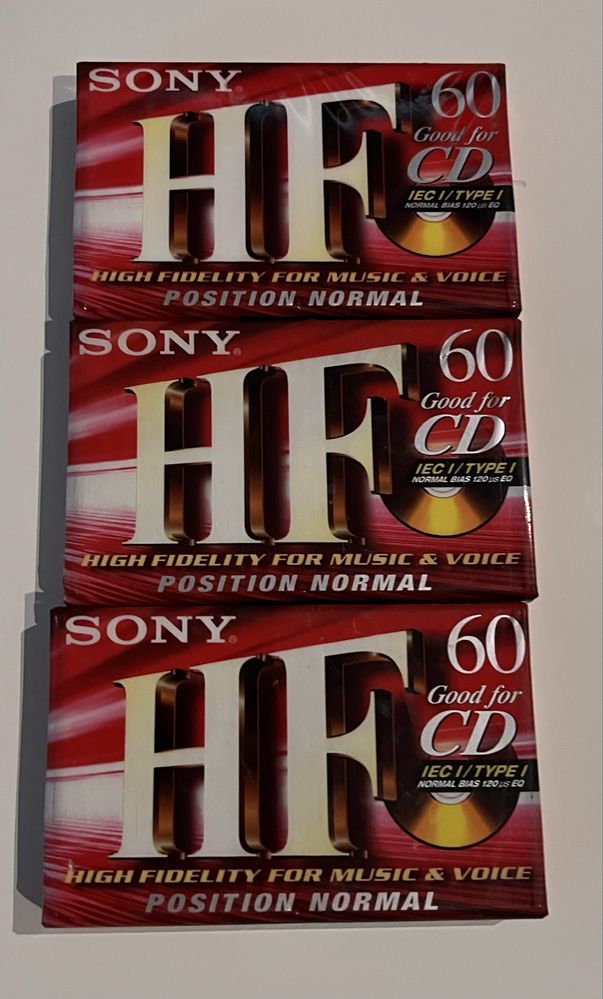 SONY
60
HF
Good for
CD
IEC I / TYPE I
NORMAL BIAS 120 µs EQ
HIGH FIDELITY FOR MUSIC & VOICE
POSITION NORMAL
SONY
60
HF
Good for
CD
IEC I / TYPE I
NORMAL BIAS 120 µs EQ
HIGH FIDELITY FOR MUSIC & VOICE
POSITION NORMAL
SONY
60
HF
Good for
CD
IEC I / TYPE I
NORMAL BIAS 120 µs EQ
HIGH FIDELITY FOR MUSIC & VOICE
POSITION NORMAL